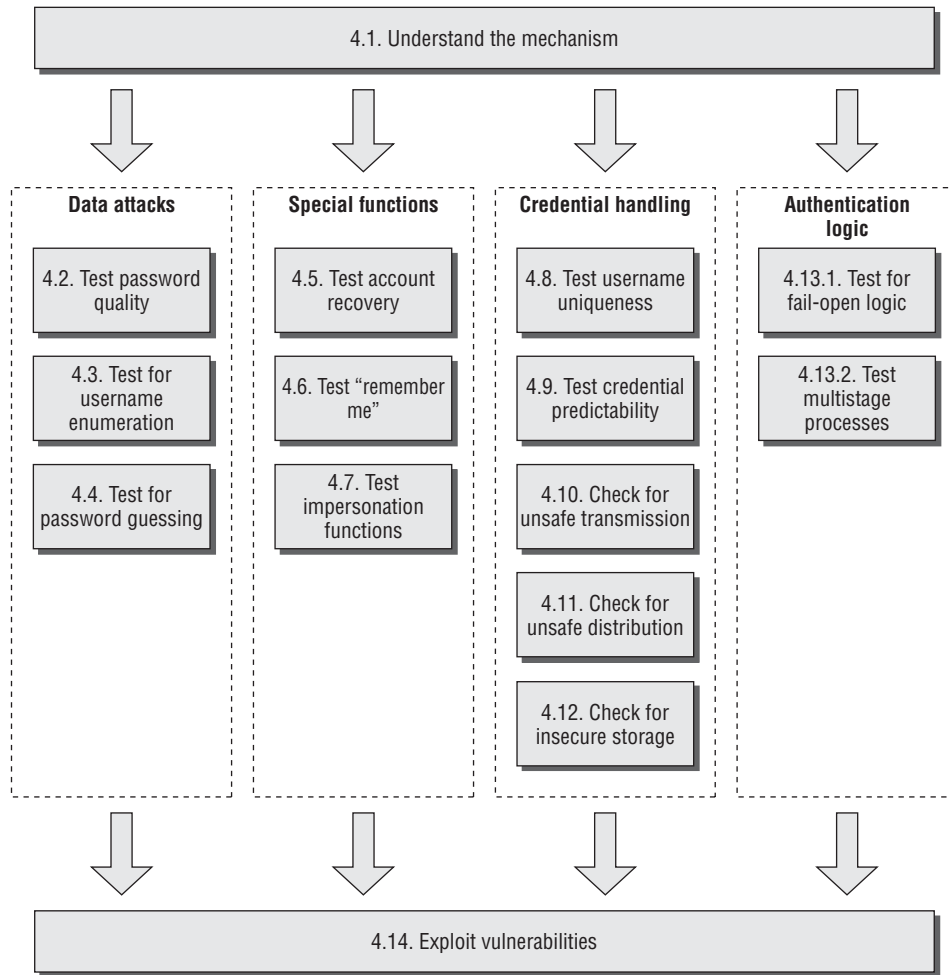 4.1. Understand the mechanism
Data attacks
4.2. Test password
quality
4.3. Test for
username
enumeration
4.4. Test for
password guessing
Special functions
4.5. Test account
recovery
4.6. Test “remember
me”
4.7. Test
impersonation
functions
Credential handling
4.8. Test username
uniqueness
4.9. Test credential
predictability
4.10. Check for
unsafe transmission
4.11. Check for
unsafe distribution
4.12. Check for
insecure storage
Authentication
logic
4.13.1. Test for
fail-open logic
4.13.2. Test
multistage
processes
4.14. Exploit vulnerabilities